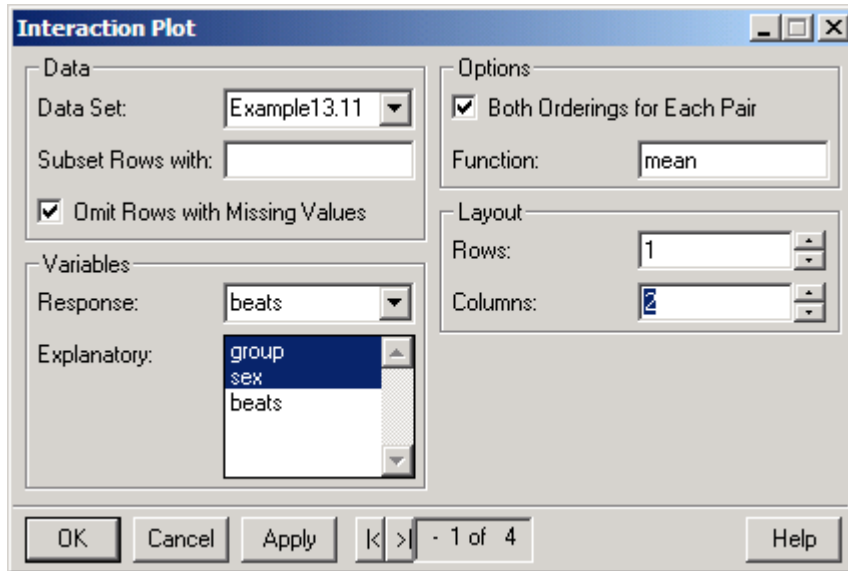 Interaction Plot
Data
Data Set: Example13.11
Subset Rows with:
Omit Rows with Missing Values
Variables
Response: beats
Explanatory: group
sex
beats
Options
Both Orderings for Each Pair
Function: mean
Layout
Rows: 1
Columns: 2
OK Cancel Apply |< >| - 1 of 4 Help